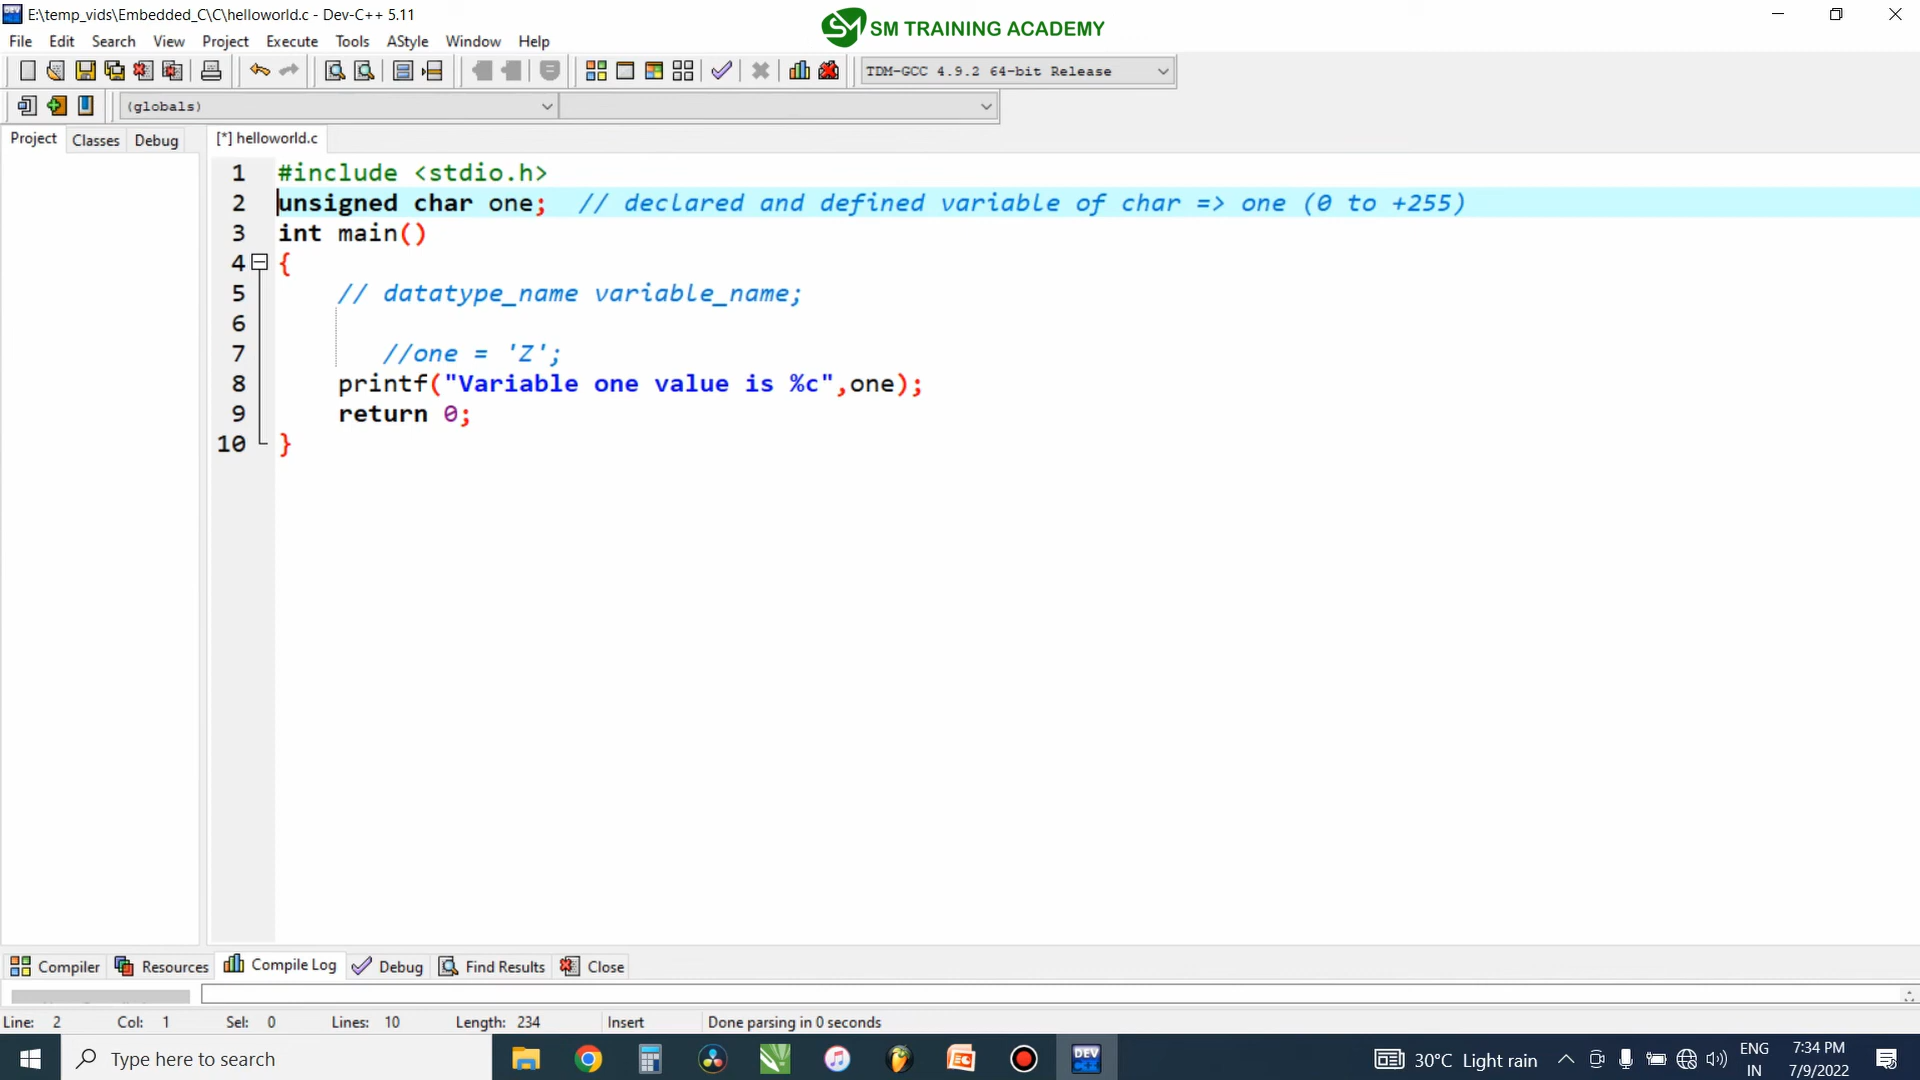 E:\temp_vids\Embedded_C\C\helloworld.c - Dev-C++ 5.11
SM TRAINING ACADEMY
File Edit Search View Project Execute Tools AStyle Window Help
TDM-GCC 4.9.2 64-bit Release
(globals)
Project Classes Debug [*] helloworld.c
1 #include <stdio.h>
2 unsigned char one; // declared and defined variable of char => one (0 to +255)
3 int main()
4 {
5 // datatype_name variable_name;
6
7 //one = 'Z';
8 printf("Variable one value is %c",one);
9 return 0;
10 }
Compiler Resources Compile Log Debug Find Results Close
Line: 2 Col: 1 Sel: 0 Lines: 10 Length: 234 Insert Done parsing in 0 seconds
Type here to search
DEV
30°C Light rain
ENG
IN
7:34 PM
7/9/2022